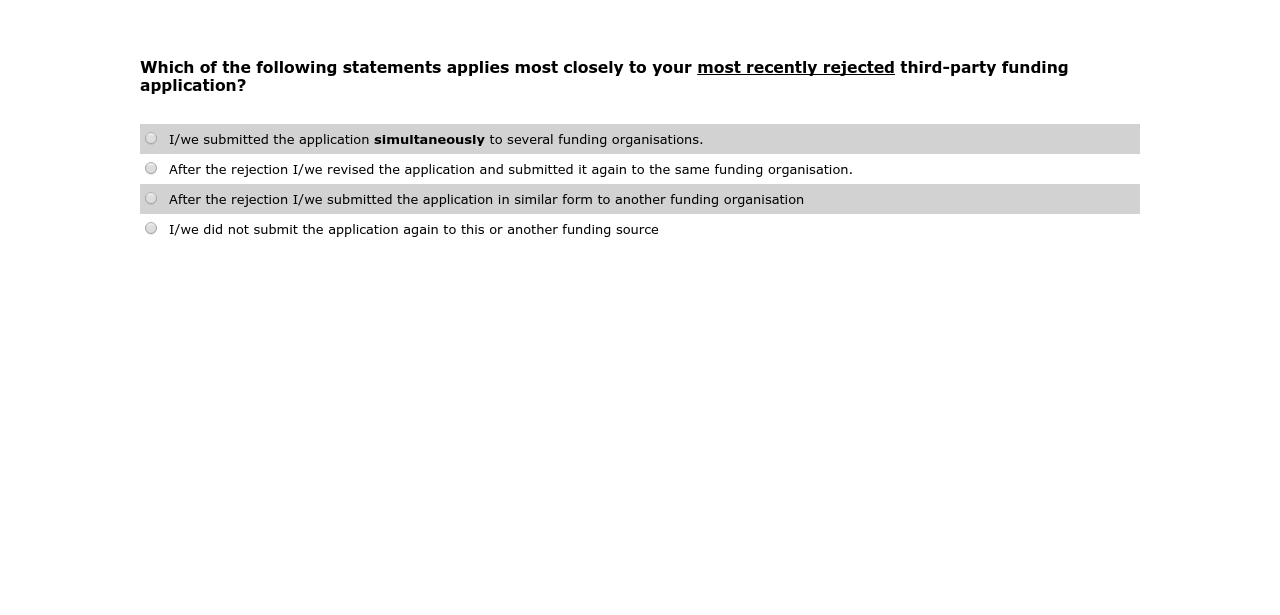 Which of the following statements applies most closely to your most recently rejected third-party funding
application?
I/we submitted the application simultaneously to several funding organisations.
After the rejection I/we revised the application and submitted it again to the same funding organisation.
After the rejection I/we submitted the application in similar form to another funding organisation
I/we did not submit the application again to this or another funding source